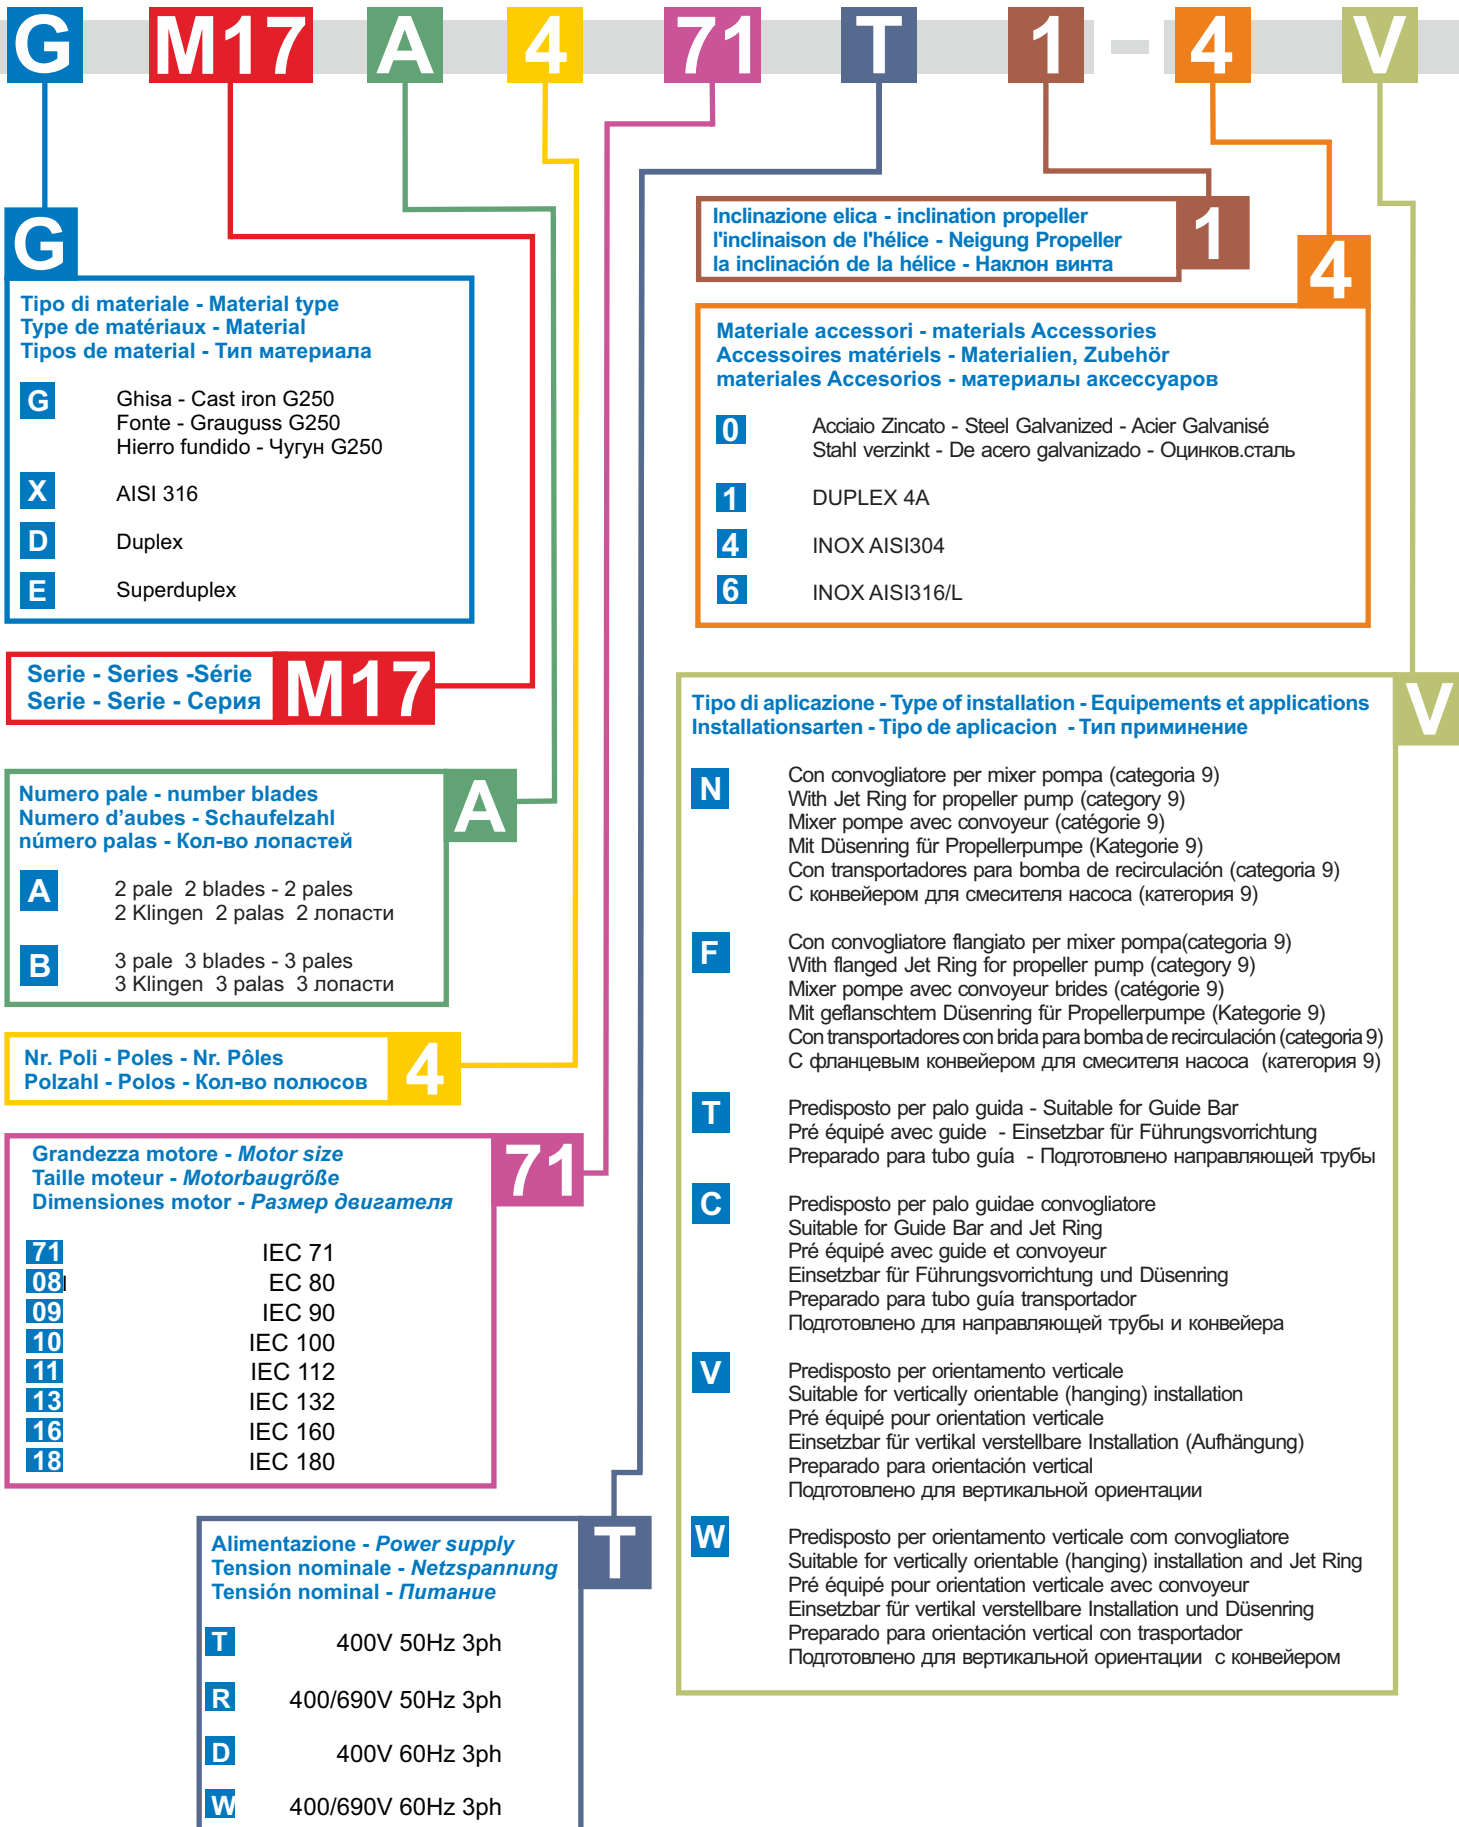 G M17 A 4 71 T 1 - 4 V
G
Tipo di materiale - Material type
Type de matériaux - Material
Tipos de material - Тип материала
G Ghisa - Cast iron G250
Fonte - Grauguss G250
Hierro fundido - Чугун G250
X AISI 316
D Duplex
E Superduplex
Serie - Series -Série
Serie - Serie - Серия
M17
Numero pale - number blades
Numero d’aubes - Schaufelzahl
número palas - Кол-во лопастей
A
A 2 pale 2 blades - 2 pales
2 Klingen 2 palas 2 лопасти
B 3 pale 3 blades - 3 pales
3 Klingen 3 palas 3 лопасти
Nr. Poli - Poles - Nr. Pôles
Polzahl - Polos - Кол-во полюсов
4
Grandezza motore - Motor size
Taille moteur - Motorbaugröße
Dimensiones motor - Размер двигателя
71
71 IEC 71
08I EC 80
09 IEC 90
10 IEC 100
11 IEC 112
13 IEC 132
16 IEC 160
18 IEC 180
Alimentazione - Power supply
Tension nominale - Netzspannung
Tensión nominal - Питание
T
T 400V 50Hz 3ph
R 400/690V 50Hz 3ph
D 400V 60Hz 3ph
W 400/690V 60Hz 3ph
Inclinazione elica - inclination propeller
l'inclinaison de l'hélice - Neigung Propeller
la inclinación de la hélice - Наклон винта
1
4
Materiale accessori - materials Accessories
Accessoires matériels - Materialien, Zubehör
materiales Accesorios - материалы аксессуаров
0 Acciaio Zincato - Steel Galvanized - Acier Galvanisé
Stahl verzinkt - De acero galvanizado - Оцинков.сталь
1 DUPLEX 4A
4 INOX AISI304
6 INOX AISI316/L
Tipo di aplicazione - Type of installation - Equipements et applications
Installationsarten - Tipo de aplicacion - Тип приминение
V
N Con convogliatore per mixer pompa (categoria 9)
With Jet Ring for propeller pump (category 9)
Mixer pompe avec convoyeur (catégorie 9)
Mit Düsenring für Propellerpumpe (Kategorie 9)
Con transportadores para bomba de recirculación (categoria 9)
С конвейером для смесителя насоса (категория 9)
F Con convogliatore flangiato per mixer pompa(categoria 9)
With flanged Jet Ring for propeller pump (category 9)
Mixer pompe avec convoyeur brides (catégorie 9)
Mit geflanschtem Düsenring für Propellerpumpe (Kategorie 9)
Con transportadores con brida para bomba de recirculación (categoria 9)
С фланцевым конвейером для смесителя насоса (категория 9)
T Predisposto per palo guida - Suitable for Guide Bar
Pré équipé avec guide - Einsetzbar für Führungsvorrichtung
Preparado para tubo guía - Подготовлено направляющей трубы
C Predisposto per palo guidae convogliatore
Suitable for Guide Bar and Jet Ring
Pré équipé avec guide et convoyeur
Einsetzbar für Führungsvorrichtung und Düsenring
Preparado para tubo guía transportador
Подготовлено для направляющей трубы и конвейера
V Predisposto per orientamento verticale
Suitable for vertically orientable (hanging) installation
Pré équipé pour orientation verticale
Einsetzbar für vertikal verstellbare Installation (Aufhängung)
Preparado para orientación vertical
Подготовлено для вертикальной ориентации
W Predisposto per orientamento verticale com convogliatore
Suitable for vertically orientable (hanging) installation and Jet Ring
Pré équipé pour orientation verticale avec convoyeur
Einsetzbar für vertikal verstellbare Installation und Düsenring
Preparado para orientación vertical con trasportador
Подготовлено для вертикальной ориентации с конвейером